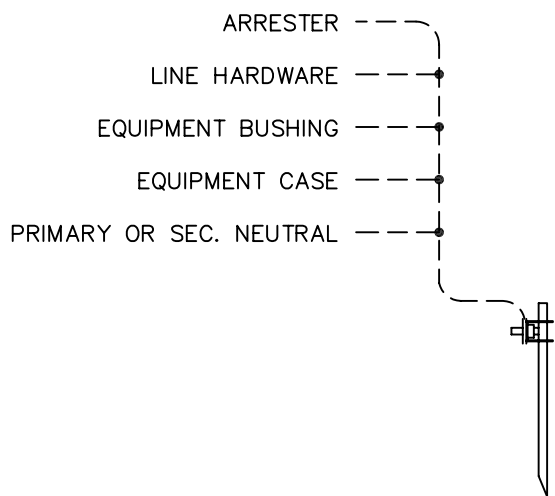 ARRESTER
LINE HARDWARE
EQUIPMENT BUSHING
EQUIPMENT CASE
PRIMARY OR SEC. NEUTRAL